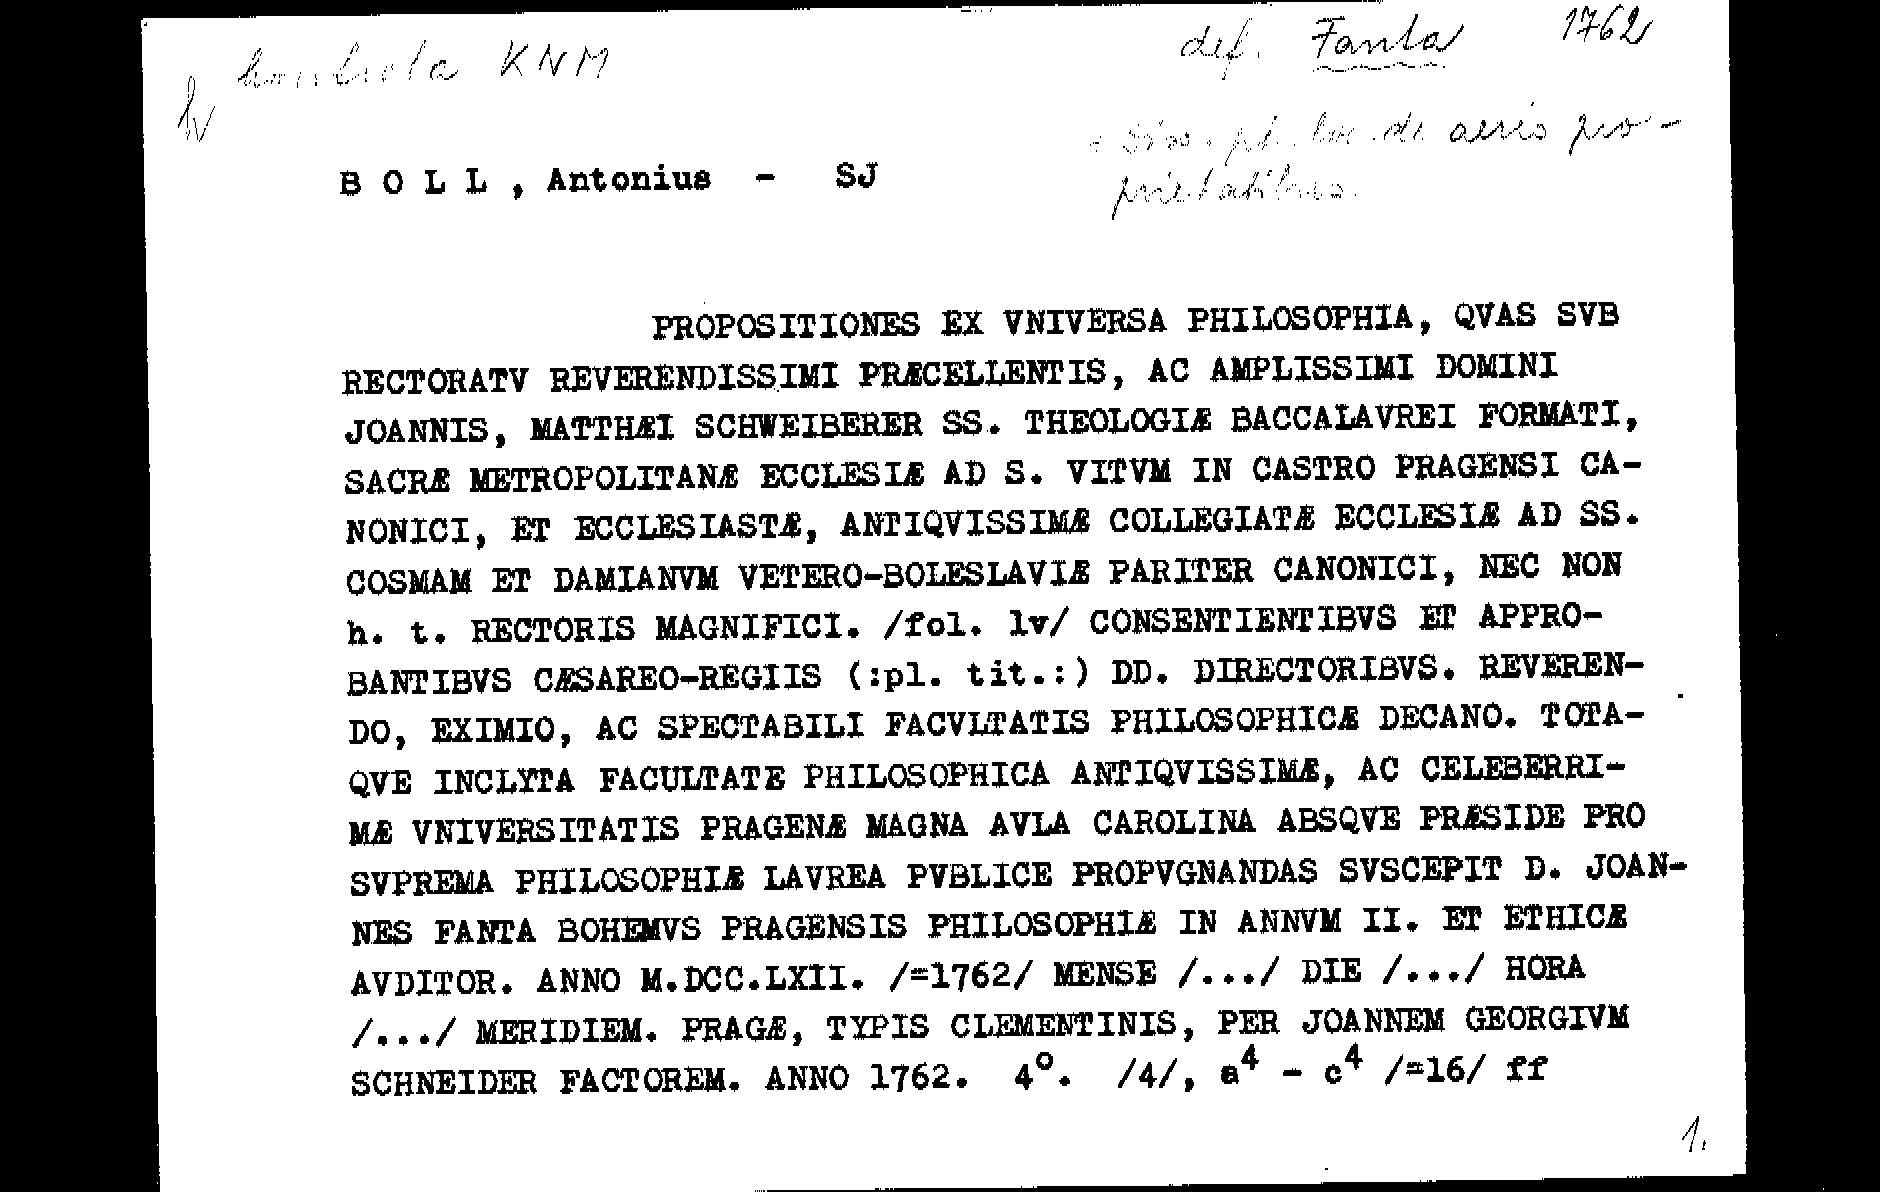 KNM
def. Fanta 1762
de aeris pro-
prietatibus.
BOLL, Antonius - SJ
PROPOSITIONES EX VNIVERSA PHILOSOPHIA, QVAS SVB
RECTORATV REVERENDISSIMI PRÆCELLENTIS, AC AMPLISSIMI DOMINI
JOANNIS, MATTHÆI SCHWEIBERER SS. THEOLOGIÆ BACCALAVREI FORMATI,
SACRÆ METROPOLITANÆ ECCLESIÆ AD S. VITVM IN CASTRO PRAGENSI CA-
NONICI, ET ECCLESIASTÆ, ANTIQVISSIMÆ COLLEGIATÆ ECCLESIÆ AD SS.
COSMAM ET DAMIANVM VETERO-BOLESLAVIÆ PARITER CANONICI, NEC NON
h. t. RECTORIS MAGNIFICI. /fol. lv/ CONSENTIENTIBVS ET APPRO-
BANTIBVS CÆSAREO-REGIIS (:pl. tit.:) DD. DIRECTORIBVS. REVEREN-
DO, EXIMIO, AC SPECTABILI FACVLTATIS PHILOSOPHICÆ DECANO. TOTA-
QVE INCLYTA FACULTATE PHILOSOPHICA ANTIQVISSIMÆ, AC CELEBERRI-
MÆ VNIVERSITATIS PRAGENÆ MAGNA AVLA CAROLINA ABSQVE PRÆSIDE PRO
SVPREMA PHILOSOPHIÆ LAVREA PVBLICE PROPVGNANDAS SVSCEPIT D. JOAN-
NES FANTA BOHEMVS PRAGENSIS PHILOSOPHIÆ IN ANNVM II. ET ETHICÆ
AVDITOR. ANNO M.DCC.LXII. /=1762/ MENSE /.../ DIE /.../ HORA
/.../ MERIDIEM. PRAGÆ, TYPIS CLEMENTINIS, PER JOANNEM GEORGIVM
SCHNEIDER FACTOREM. ANNO 1762. 4°. /4/, a⁴ - c⁴ /=16/ ff
1.